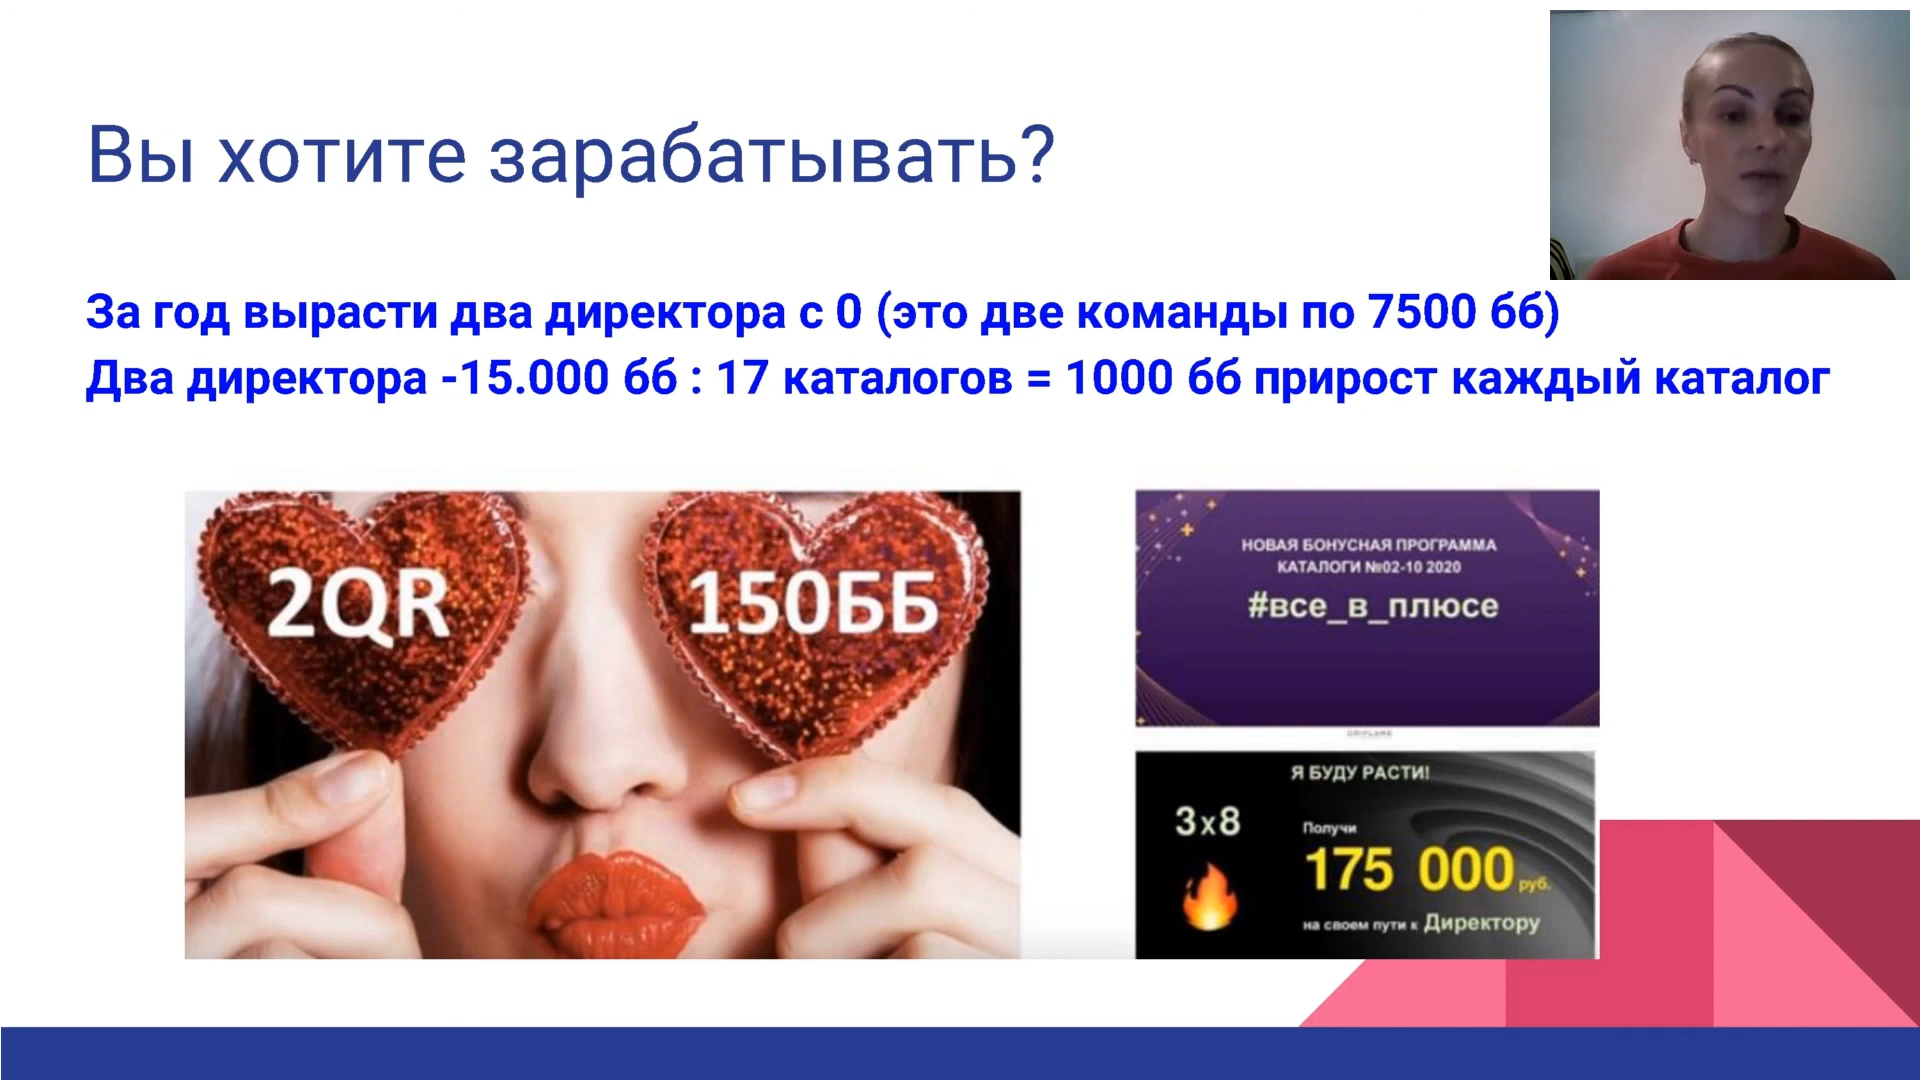 Вы хотите зарабатывать?
За год вырасти два директора с 0 (это две команды по 7500 бб)
Два директора -15.000 бб : 17 каталогов = 1000 бб прирост каждый каталог
2QR
150ББ
НОВАЯ БОНУСНАЯ ПРОГРАММА
КАТАЛОГИ №02-10 2020
#все_в_плюсе
ORIFLAME
Я БУДУ РАСТИ!
3x8
Получи
175 000 руб.
на своем пути к Директору